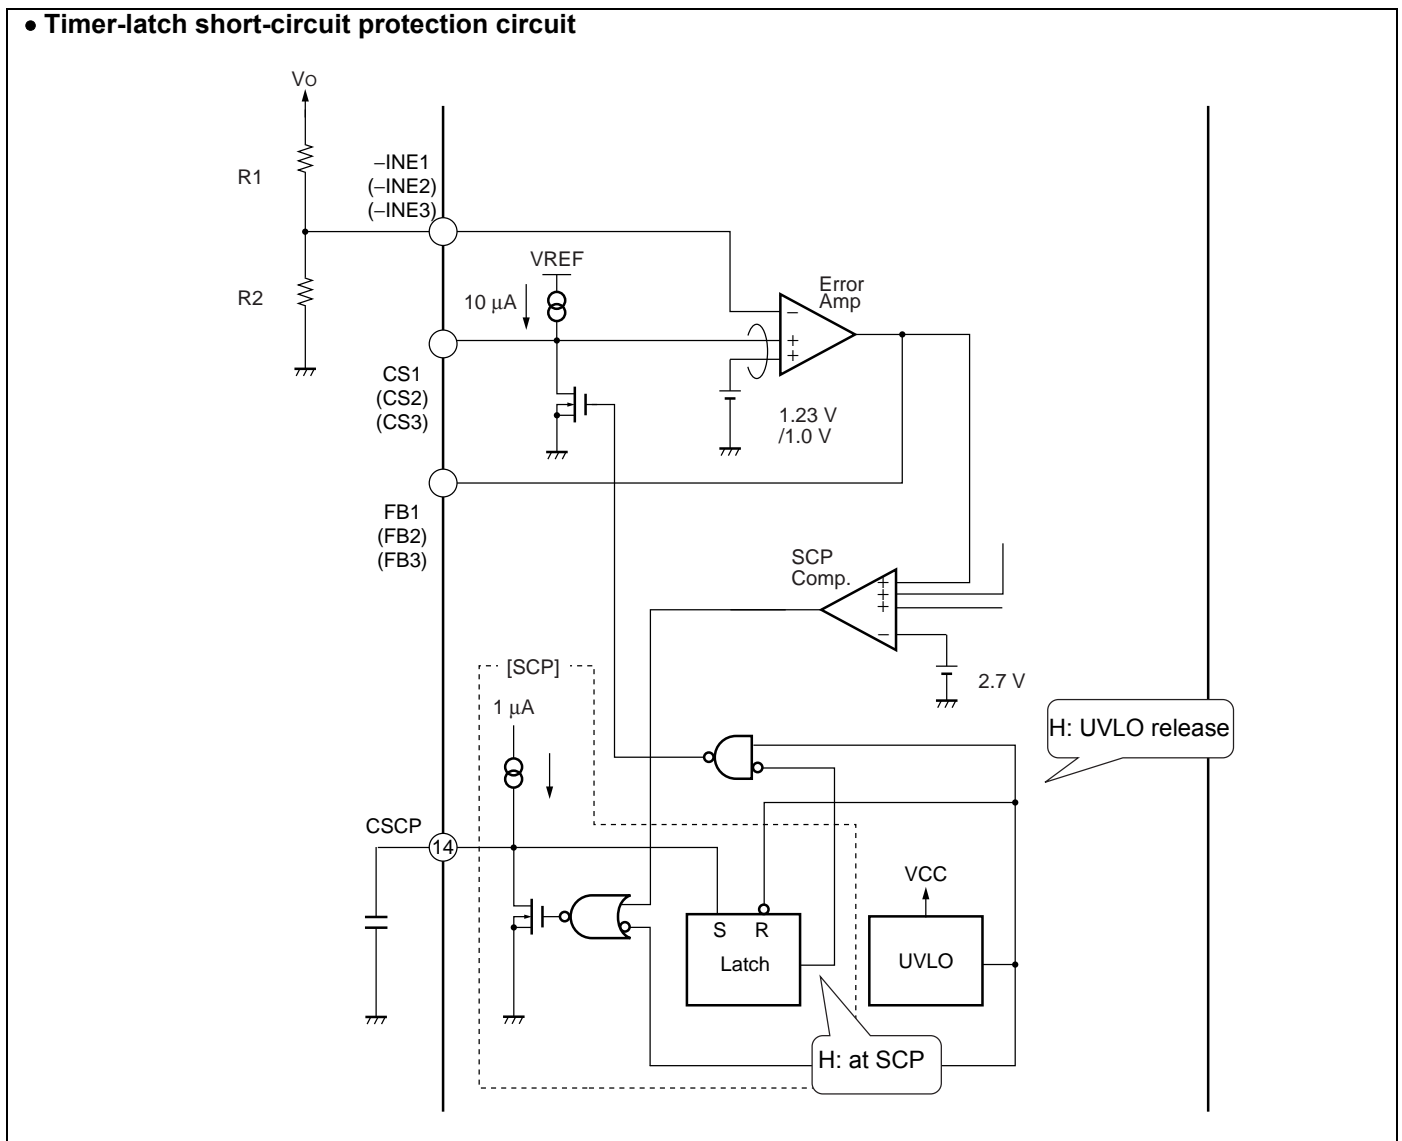 • Timer-latch short-circuit protection circuit
VO
R1
R2
−INE1
(−INE2)
(−INE3)
VREF
10 μA
Error
Amp
−
+
+
CS1
(CS2)
(CS3)
1.23 V
/1.0 V
FB1
(FB2)
(FB3)
SCP
Comp.
+
+
+
−
2.7 V
[SCP]
1 μA
H: UVLO release
CSCP
14
VCC
S R
Latch
UVLO
H: at SCP